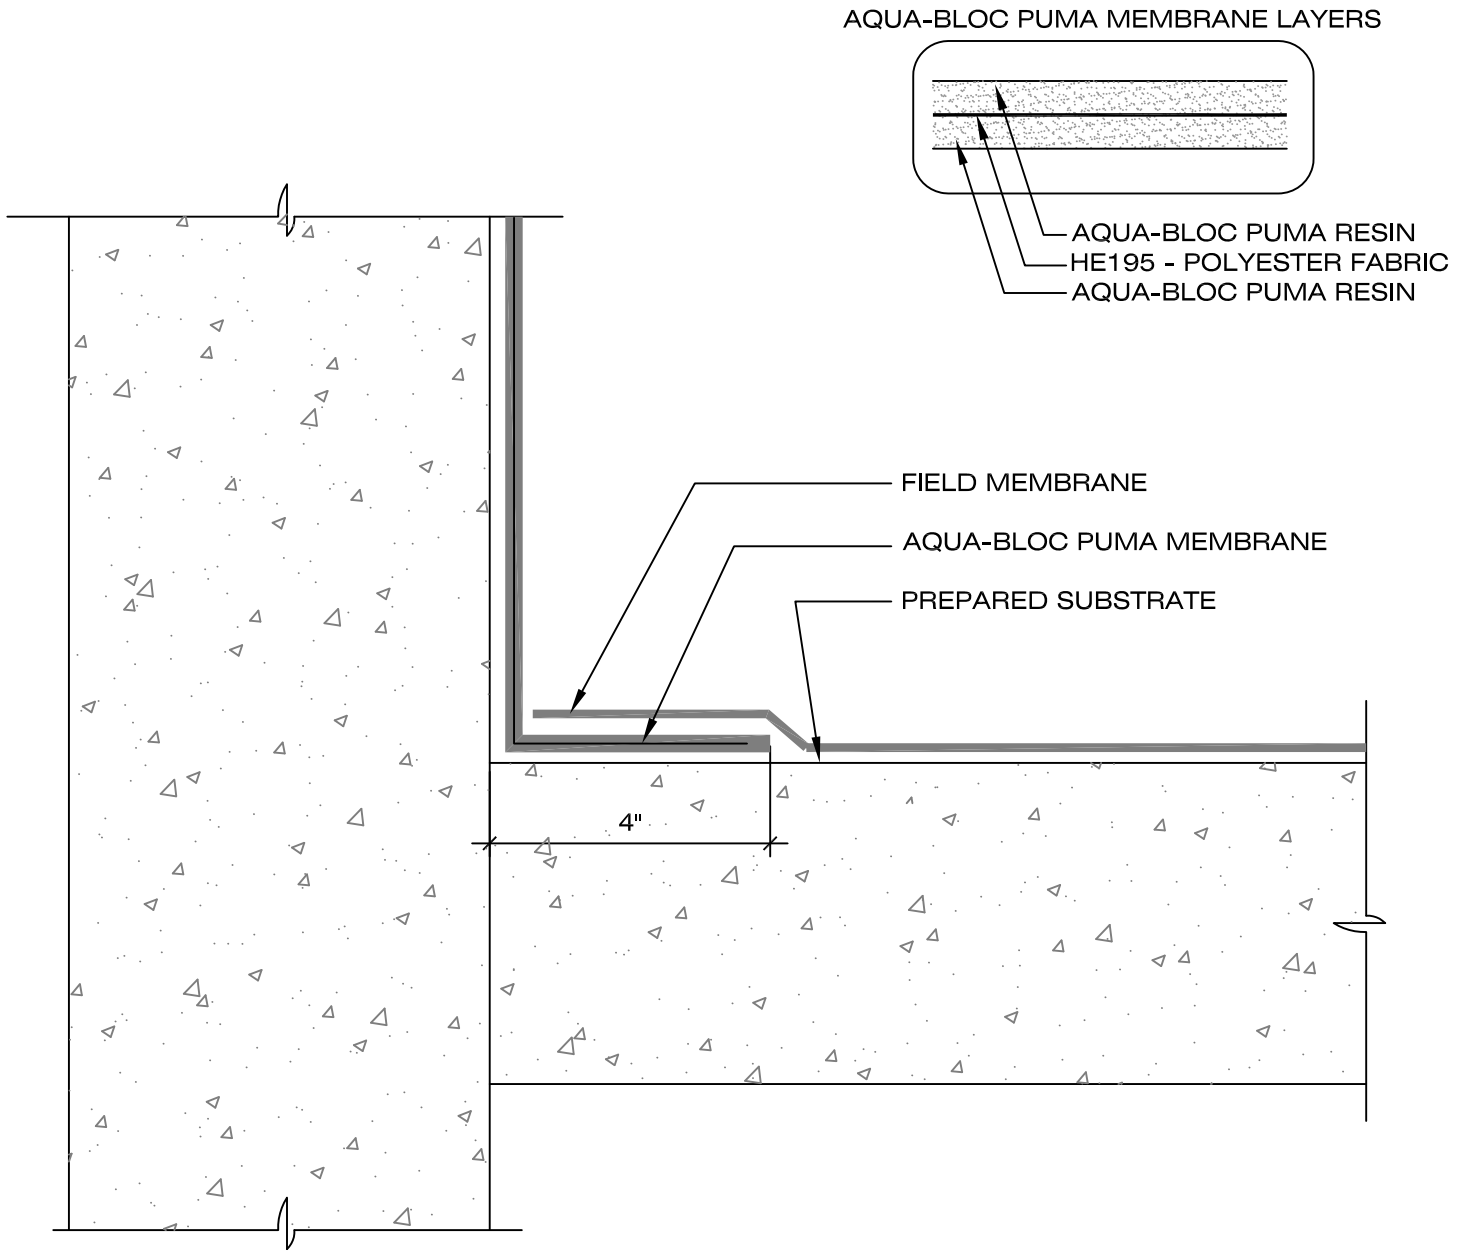 AQUA-BLOC PUMA MEMBRANE LAYERS
AQUA-BLOC PUMA RESIN
HE195 - POLYESTER FABRIC
AQUA-BLOC PUMA RESIN
FIELD MEMBRANE
AQUA-BLOC PUMA MEMBRANE
PREPARED SUBSTRATE
4"